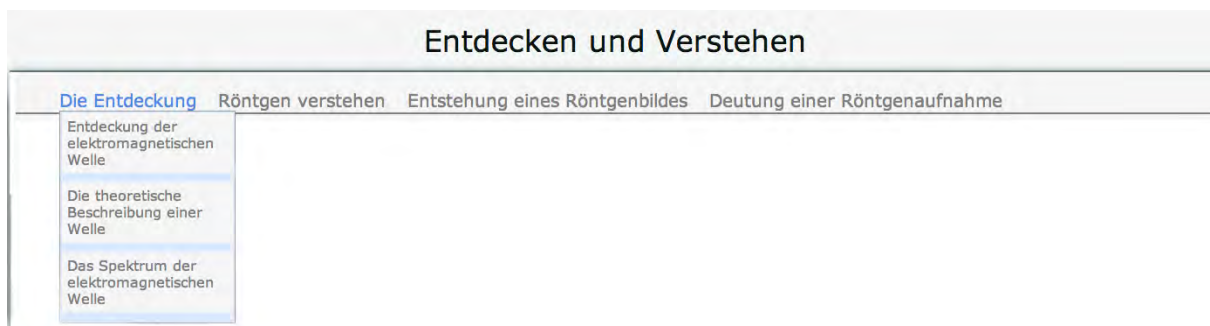 Entdecken und Verstehen
Die Entdeckung Röntgen verstehen Entstehung eines Röntgenbildes Deutung einer Röntgenaufnahme
Entdeckung der
elektromagnetischen
Welle
Die theoretische
Beschreibung einer
Welle
Das Spektrum der
elektromagnetischen
Welle